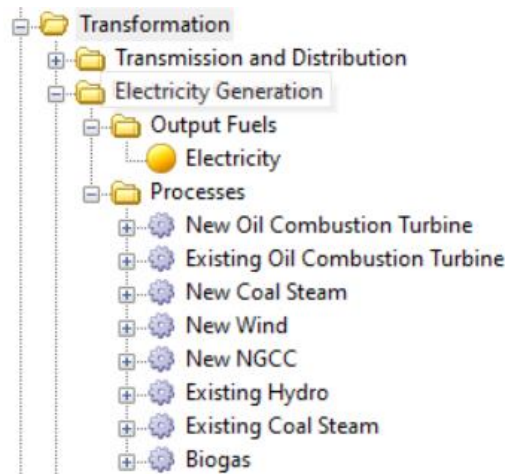 Transformation
Transmission and Distribution
Electricity Generation
Output Fuels
Electricity
Processes
New Oil Combustion Turbine
Existing Oil Combustion Turbine
New Coal Steam
New Wind
New NGCC
Existing Hydro
Existing Coal Steam
Biogas